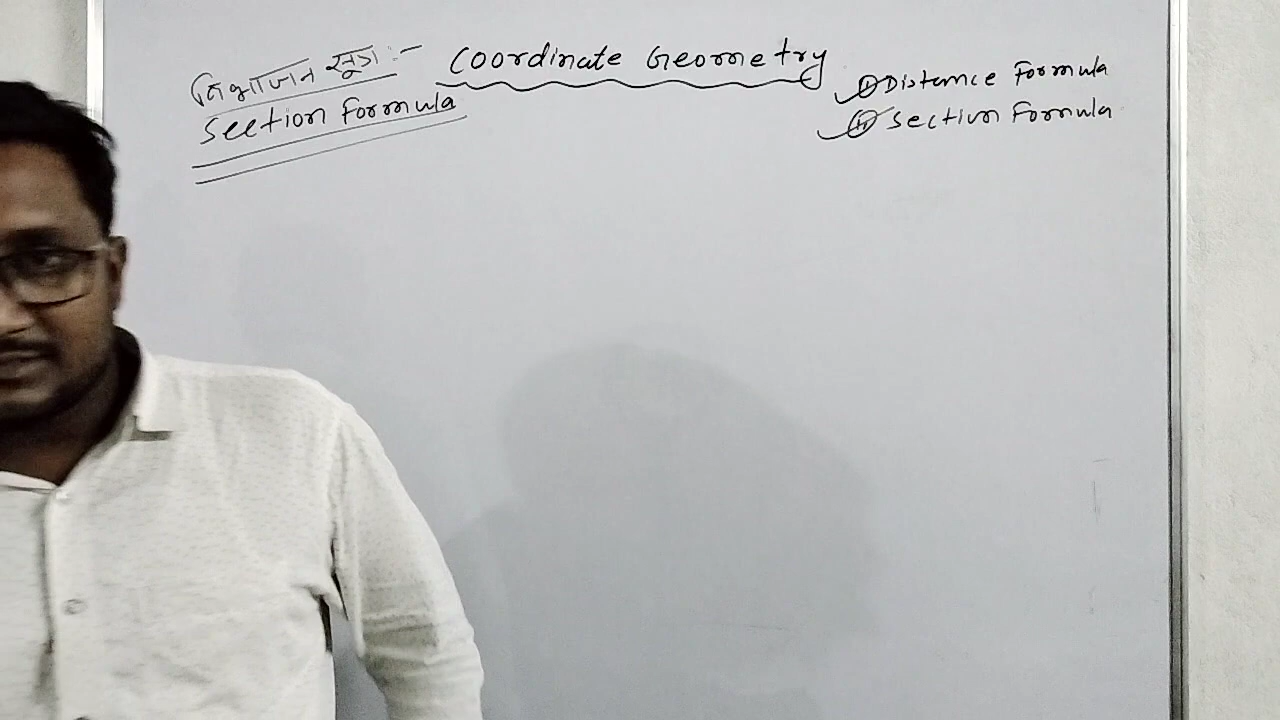 Coordinate Geometry
বিভাজন সূত্র :-
Section Formula
(i) Distance Formula
(ii) Section Formula